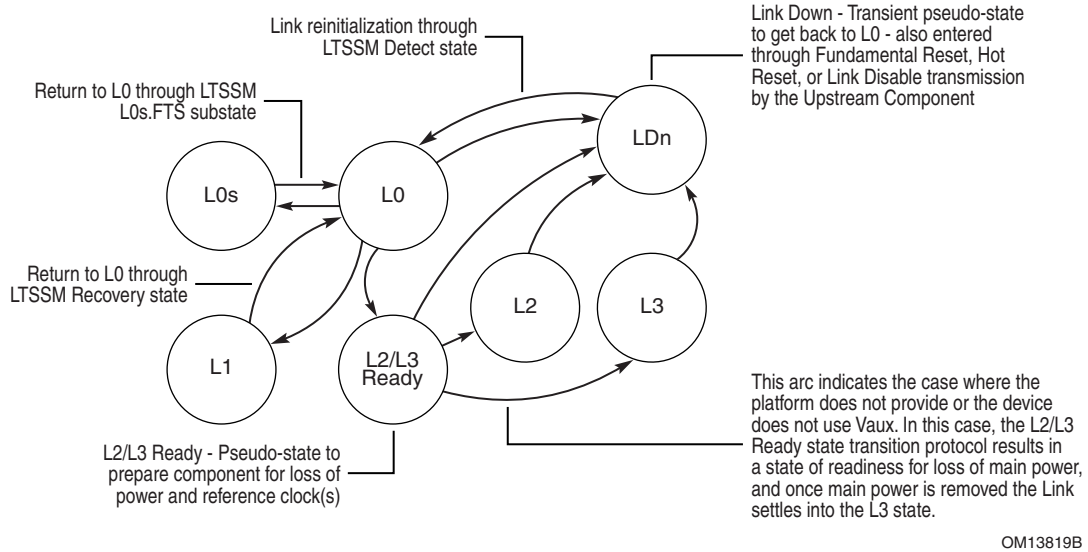 Link reinitialization through
LTSSM Detect state
Link Down - Transient pseudo-state
to get back to L0 - also entered
through Fundamental Reset, Hot
Reset, or Link Disable transmission
by the Upstream Component
Return to L0 through LTSSM
L0s.FTS substate
LDn
L0s
L0
Return to L0 through
LTSSM Recovery state
L2
L3
L1
L2/L3
Ready
This arc indicates the case where the
platform does not provide or the device
does not use Vaux. In this case, the L2/L3
Ready state transition protocol results in
a state of readiness for loss of main power,
and once main power is removed the Link
settles into the L3 state.
L2/L3 Ready - Pseudo-state to
prepare component for loss of
power and reference clock(s)
OM13819B